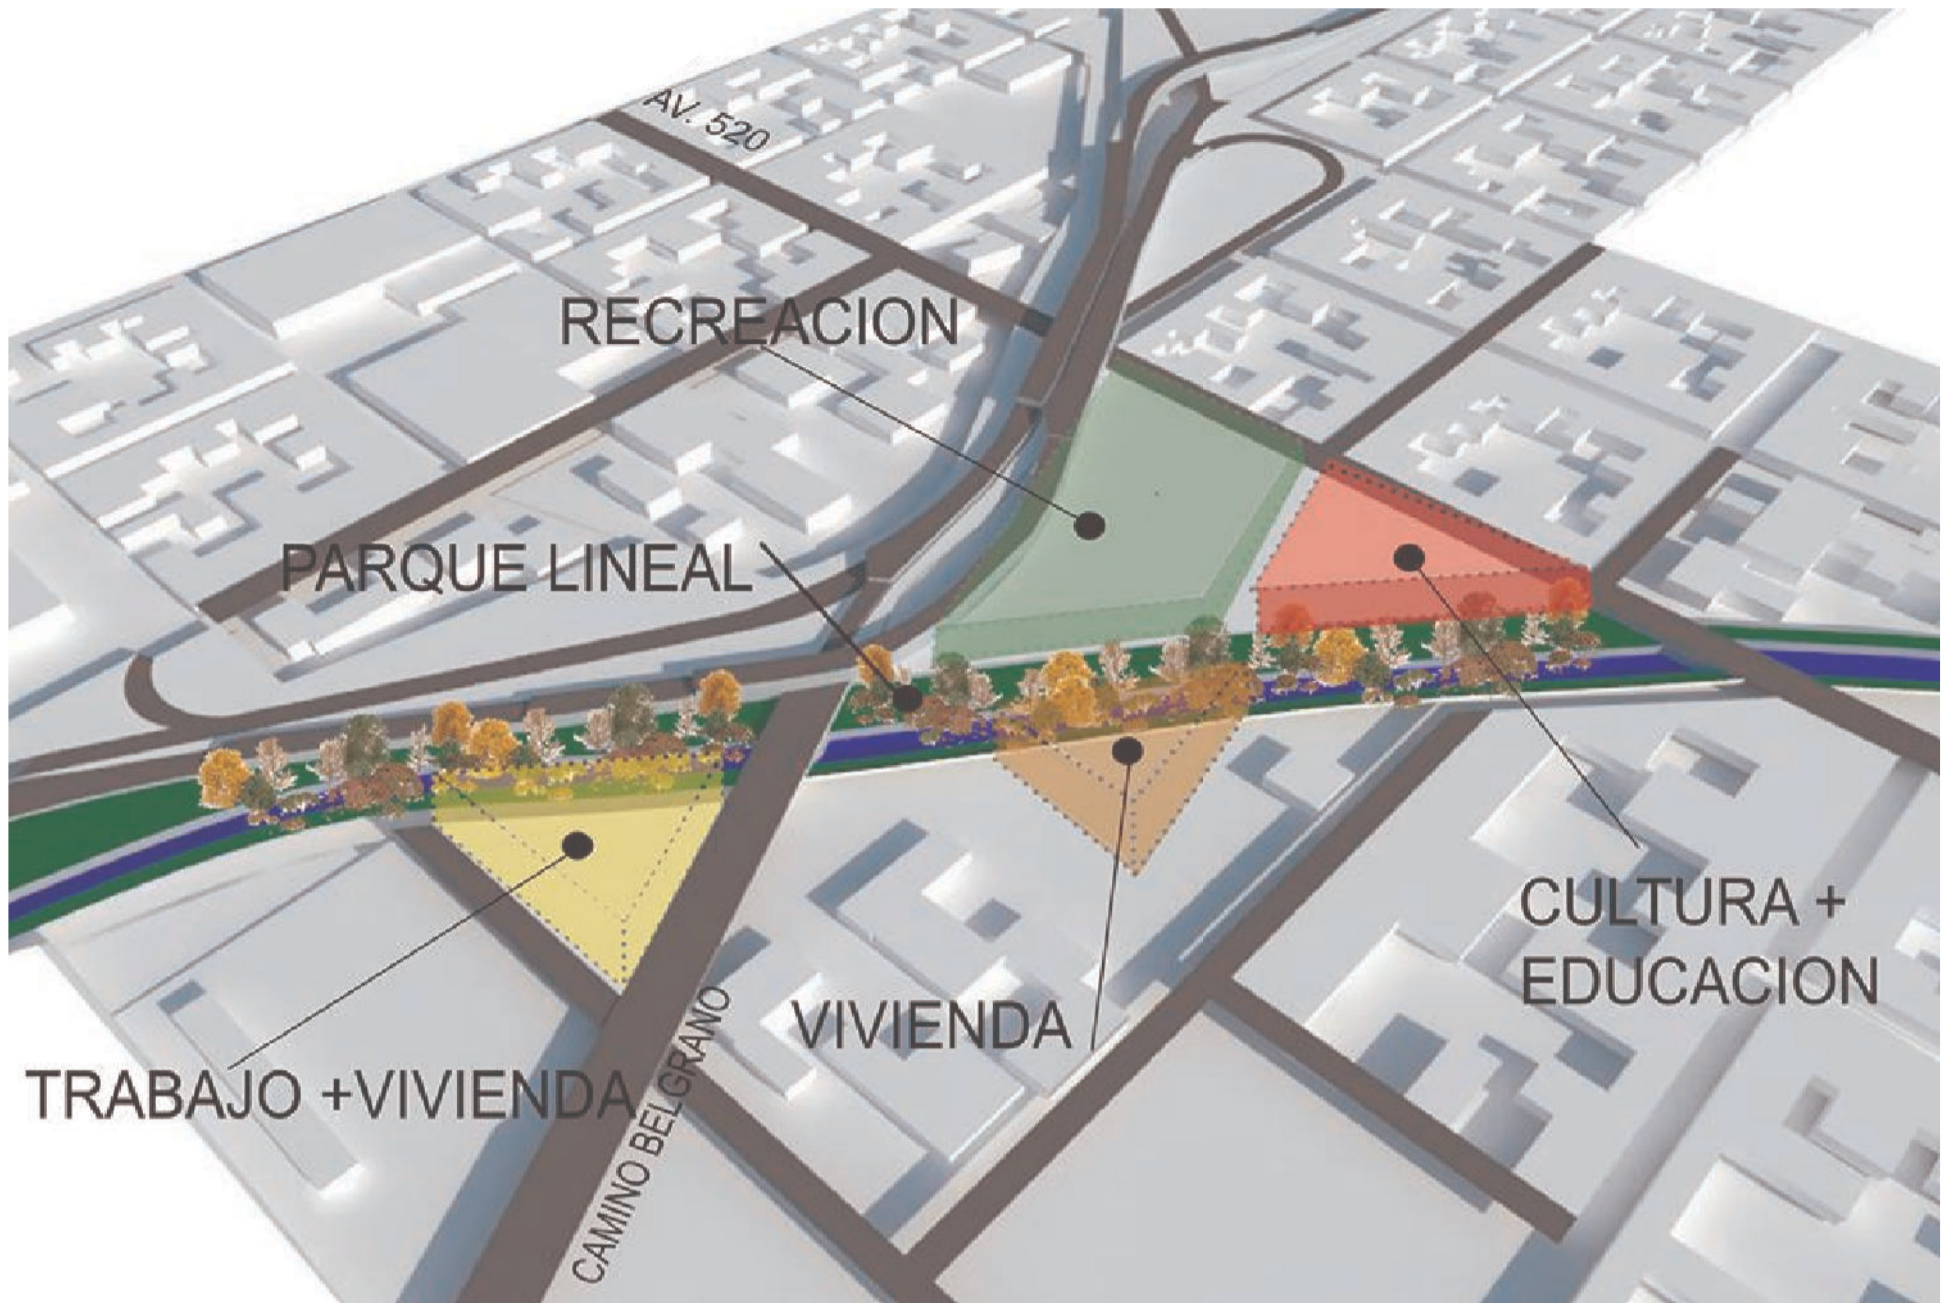 AV. 520
RECREACION
PARQUE LINEAL
CULTURA +
EDUCACION
VIVIENDA
TRABAJO +VIVIENDA
CAMINO BELGRANO